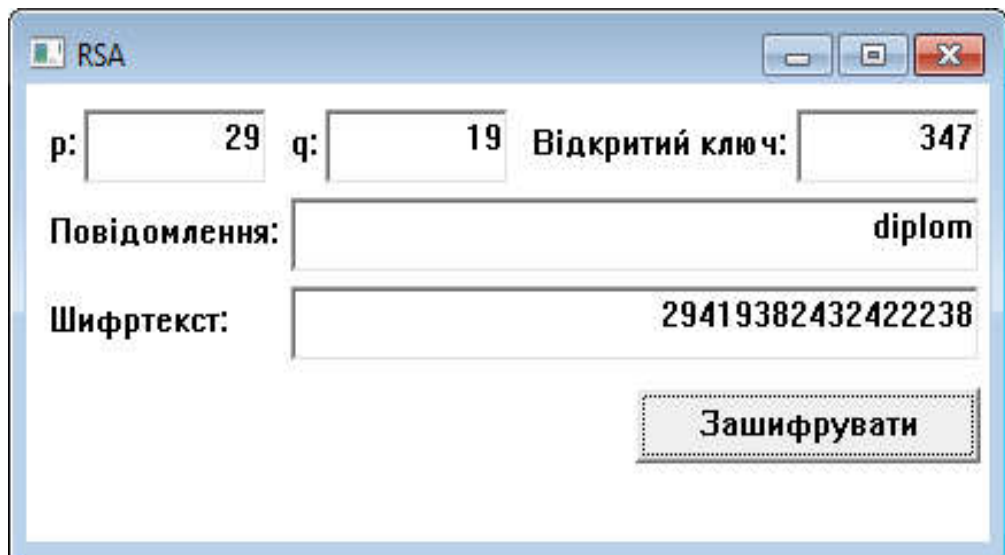 RSA
p: 29 q: 19 Відкритий ключ: 347
Повідомлення: diplom
Шифртекст: 29419382432422238
Зашифрувати